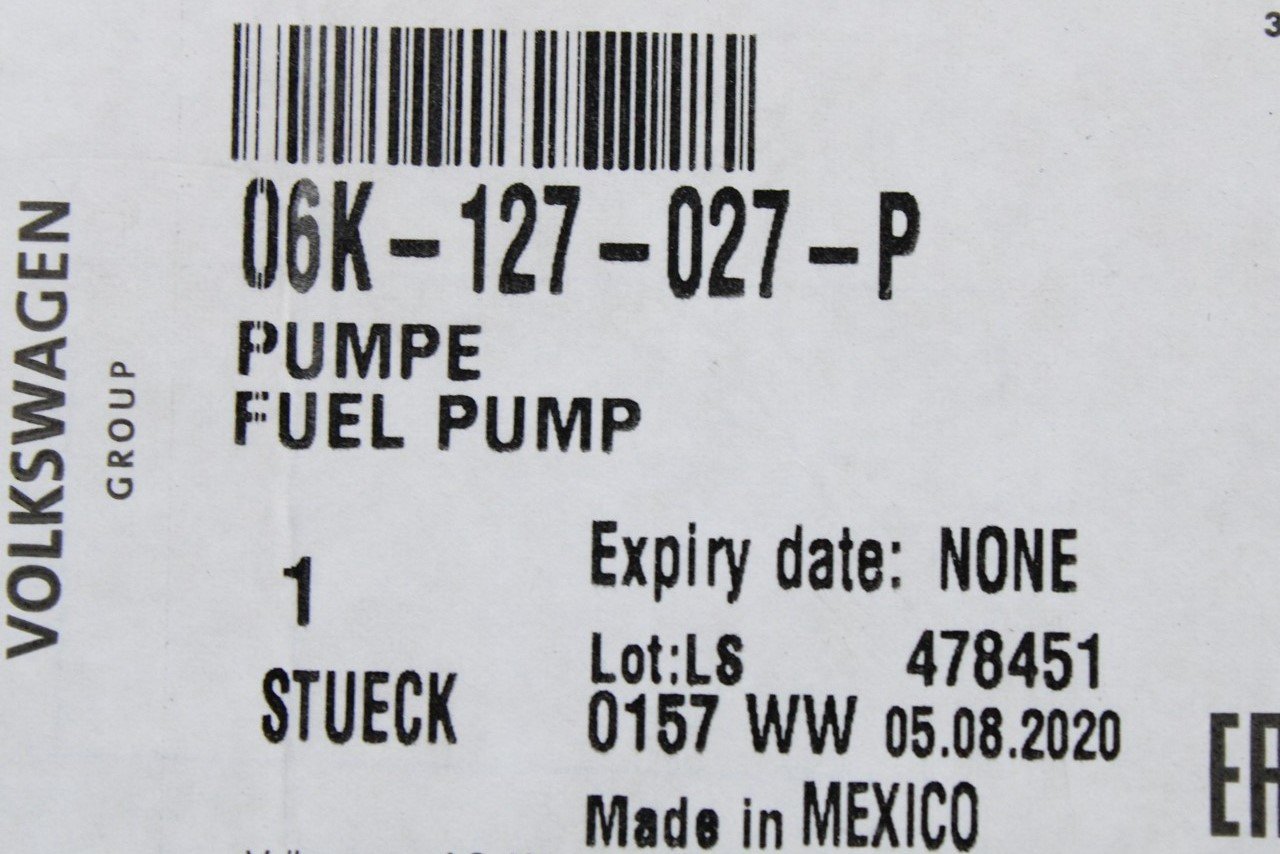 VOLKSWAGEN
GROUP
06K-127-027-P
PUMPE
FUEL PUMP
1
STUECK
Expiry date: NONE
Lot:LS 478451
0157 WW 05.08.2020
Made in MEXICO